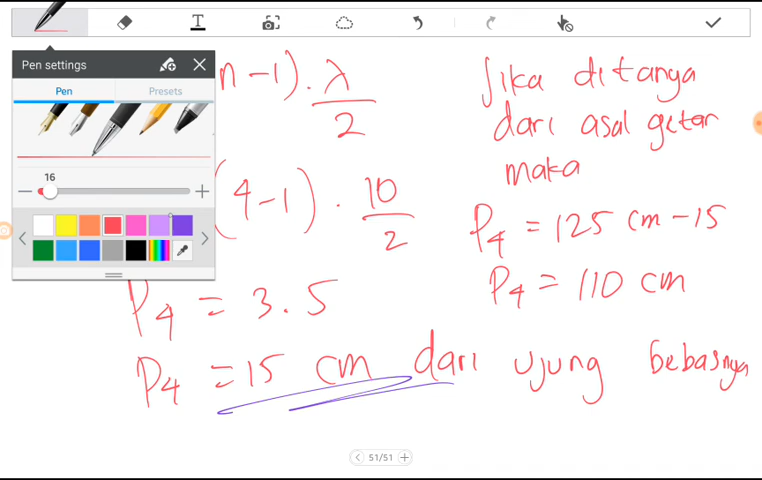 T
Pen settings
Pen
Presets
16
n-1). λ/2
(4-1) . 10/2
P4 = 3.5
P4 = 15 cm dari ujung bebasnya
Jika ditanya
dari asal getar
maka
P4 = 125 cm - 15
P4 = 110 cm
51/51